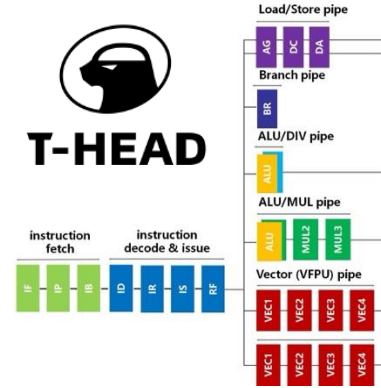 Load/Store pipe
AG DC DA
Branch pipe
BR
T-HEAD
ALU/DIV pipe
ALU
ALU/MUL pipe
ALU MUL2 MUL3
instruction
fetch
instruction
decode & issue
IF IP IB ID IR IS RF
Vector (VFPU) pipe
VEC1 VEC2 VEC3 VEC4
VEC1 VEC2 VEC3 VEC4